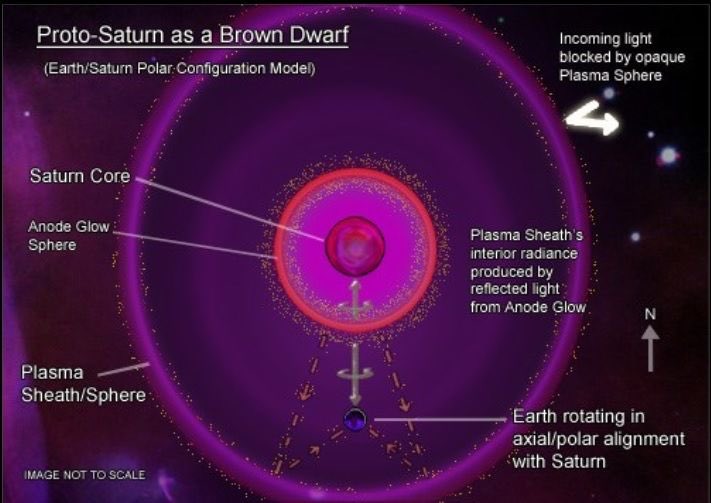 Proto-Saturn as a Brown Dwarf
(Earth/Saturn Polar Configuration Model)
Incoming light
blocked by opaque
Plasma Sphere
Saturn Core
Anode Glow
Sphere
Plasma Sheath's
interior radiance
produced by
reflected light
from Anode Glow
N
Plasma
Sheath/Sphere
Earth rotating in
axial/polar alignment
with Saturn
IMAGE NOT TO SCALE